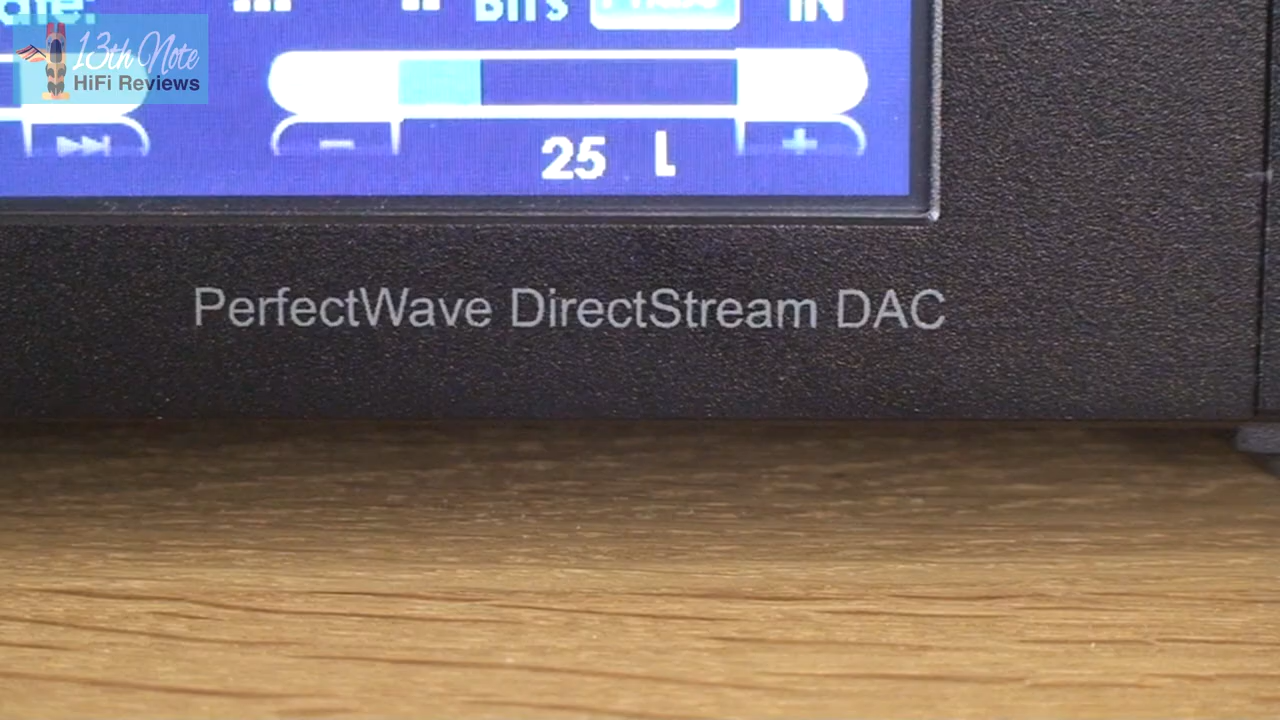 13th Note
HiFi Reviews
Bits
IN
25 L
PerfectWave DirectStream DAC